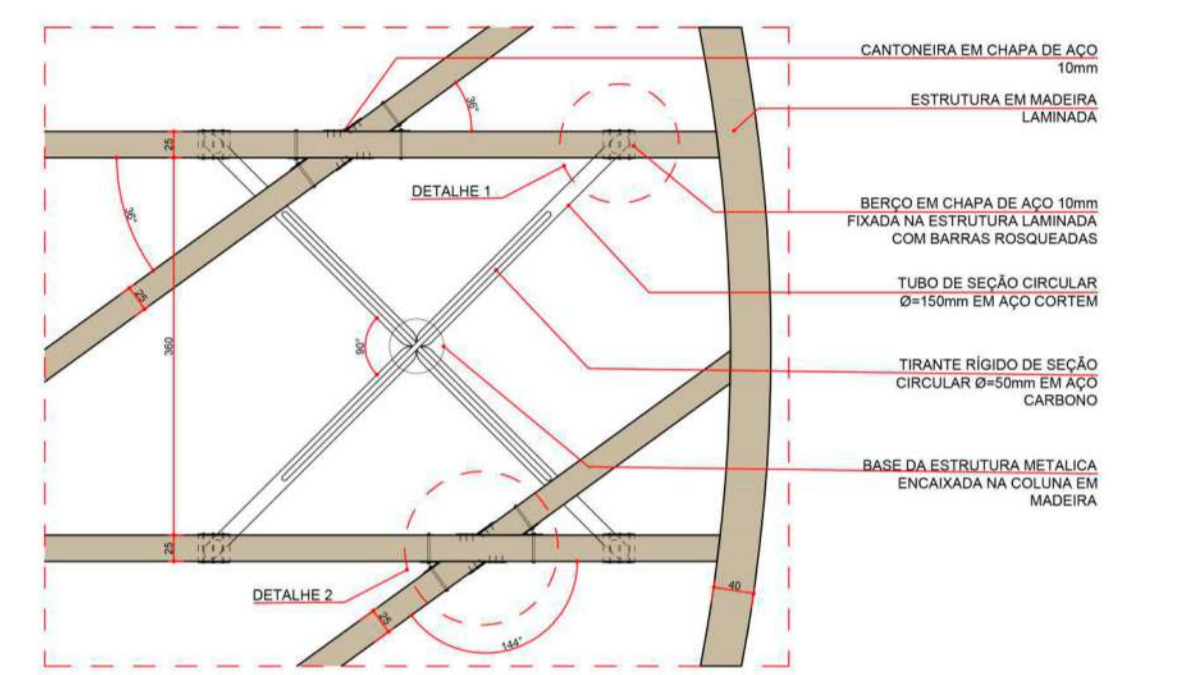 CANTONEIRA EM CHAPA DE AÇO
10mm
ESTRUTURA EM MADEIRA
LAMINADA
36°
25
DETALHE 1
BERÇO EM CHAPA DE AÇO 10mm
FIXADA NA ESTRUTURA LAMINADA
COM BARRAS ROSQUEADAS
36°
25
TUBO DE SEÇÃO CIRCULAR
Ø=150mm EM AÇO CORTEM
360
90°
TIRANTE RÍGIDO DE SEÇÃO
CIRCULAR Ø=50mm EM AÇO
CARBONO
BASE DA ESTRUTURA METALICA
ENCAIXADA NA COLUNA EM
MADEIRA
25
DETALHE 2
40
25
144°